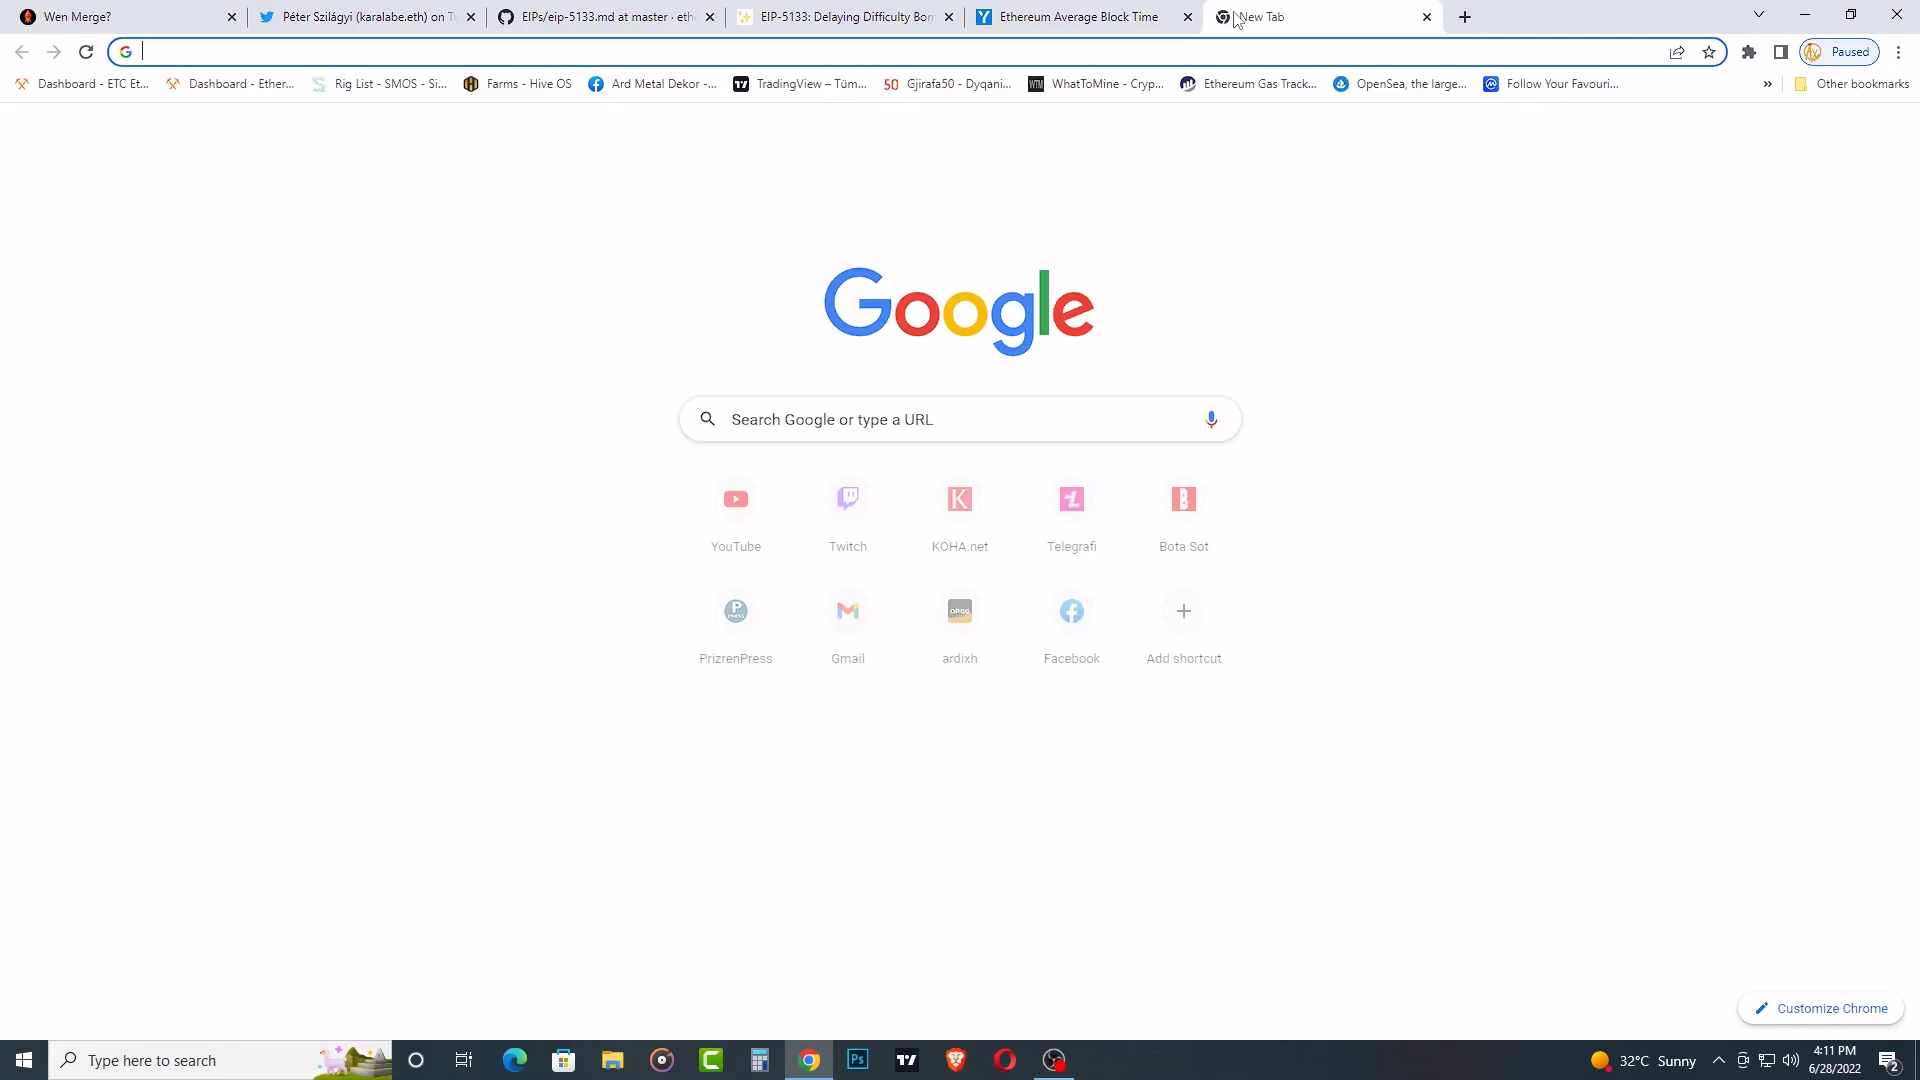 Wen Merge?
Péter Szilágyi (karalabe.eth) on Tw
EIPs/eip-5133.md at master · eth
EIP-5133: Delaying Difficulty Bom
Ethereum Average Block Time
New Tab
Paused
Dashboard - ETC Et...
Dashboard - Ether...
Rig List - SMOS - Si...
Farms - Hive OS
Ard Metal Dekor -...
TradingView – Tüm...
50 Gjirafa50 - Dyqani...
WTM WhatToMine - Cryp...
Ethereum Gas Track...
OpenSea, the large...
Follow Your Favouri...
Other bookmarks
Google
Search Google or type a URL
YouTube
Twitch
KOHA.net
Telegrafi
Bota Sot
PrizrenPress
Gmail
ardixh
Facebook
Add shortcut
Customize Chrome
Type here to search
32°C Sunny
4:11 PM
6/28/2022
2